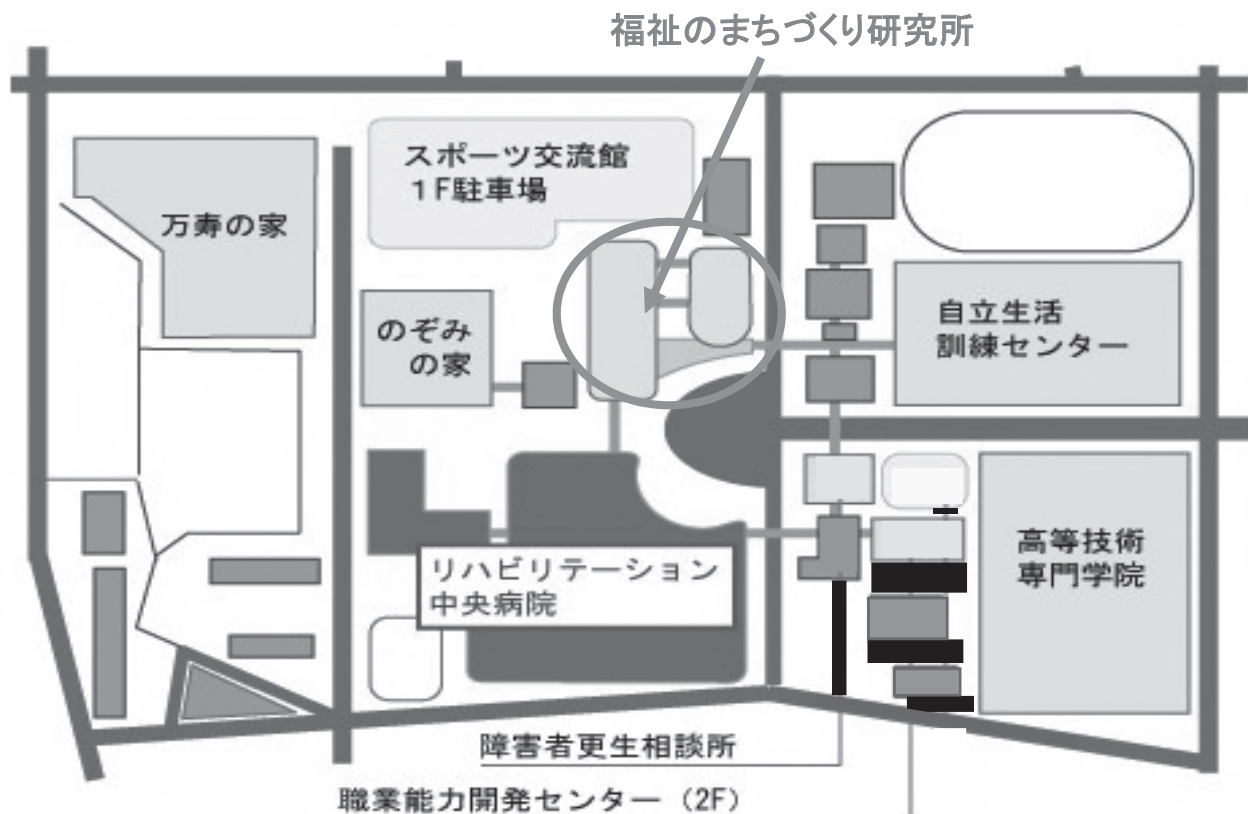 福祉のまちづくり研究所
スポーツ交流館
１F駐車場
万寿の家
のぞみ
の家
自立生活
訓練センター
高等技術
専門学院
リハビリテーション
中央病院
障害者更生相談所
職業能力開発センター（2F）